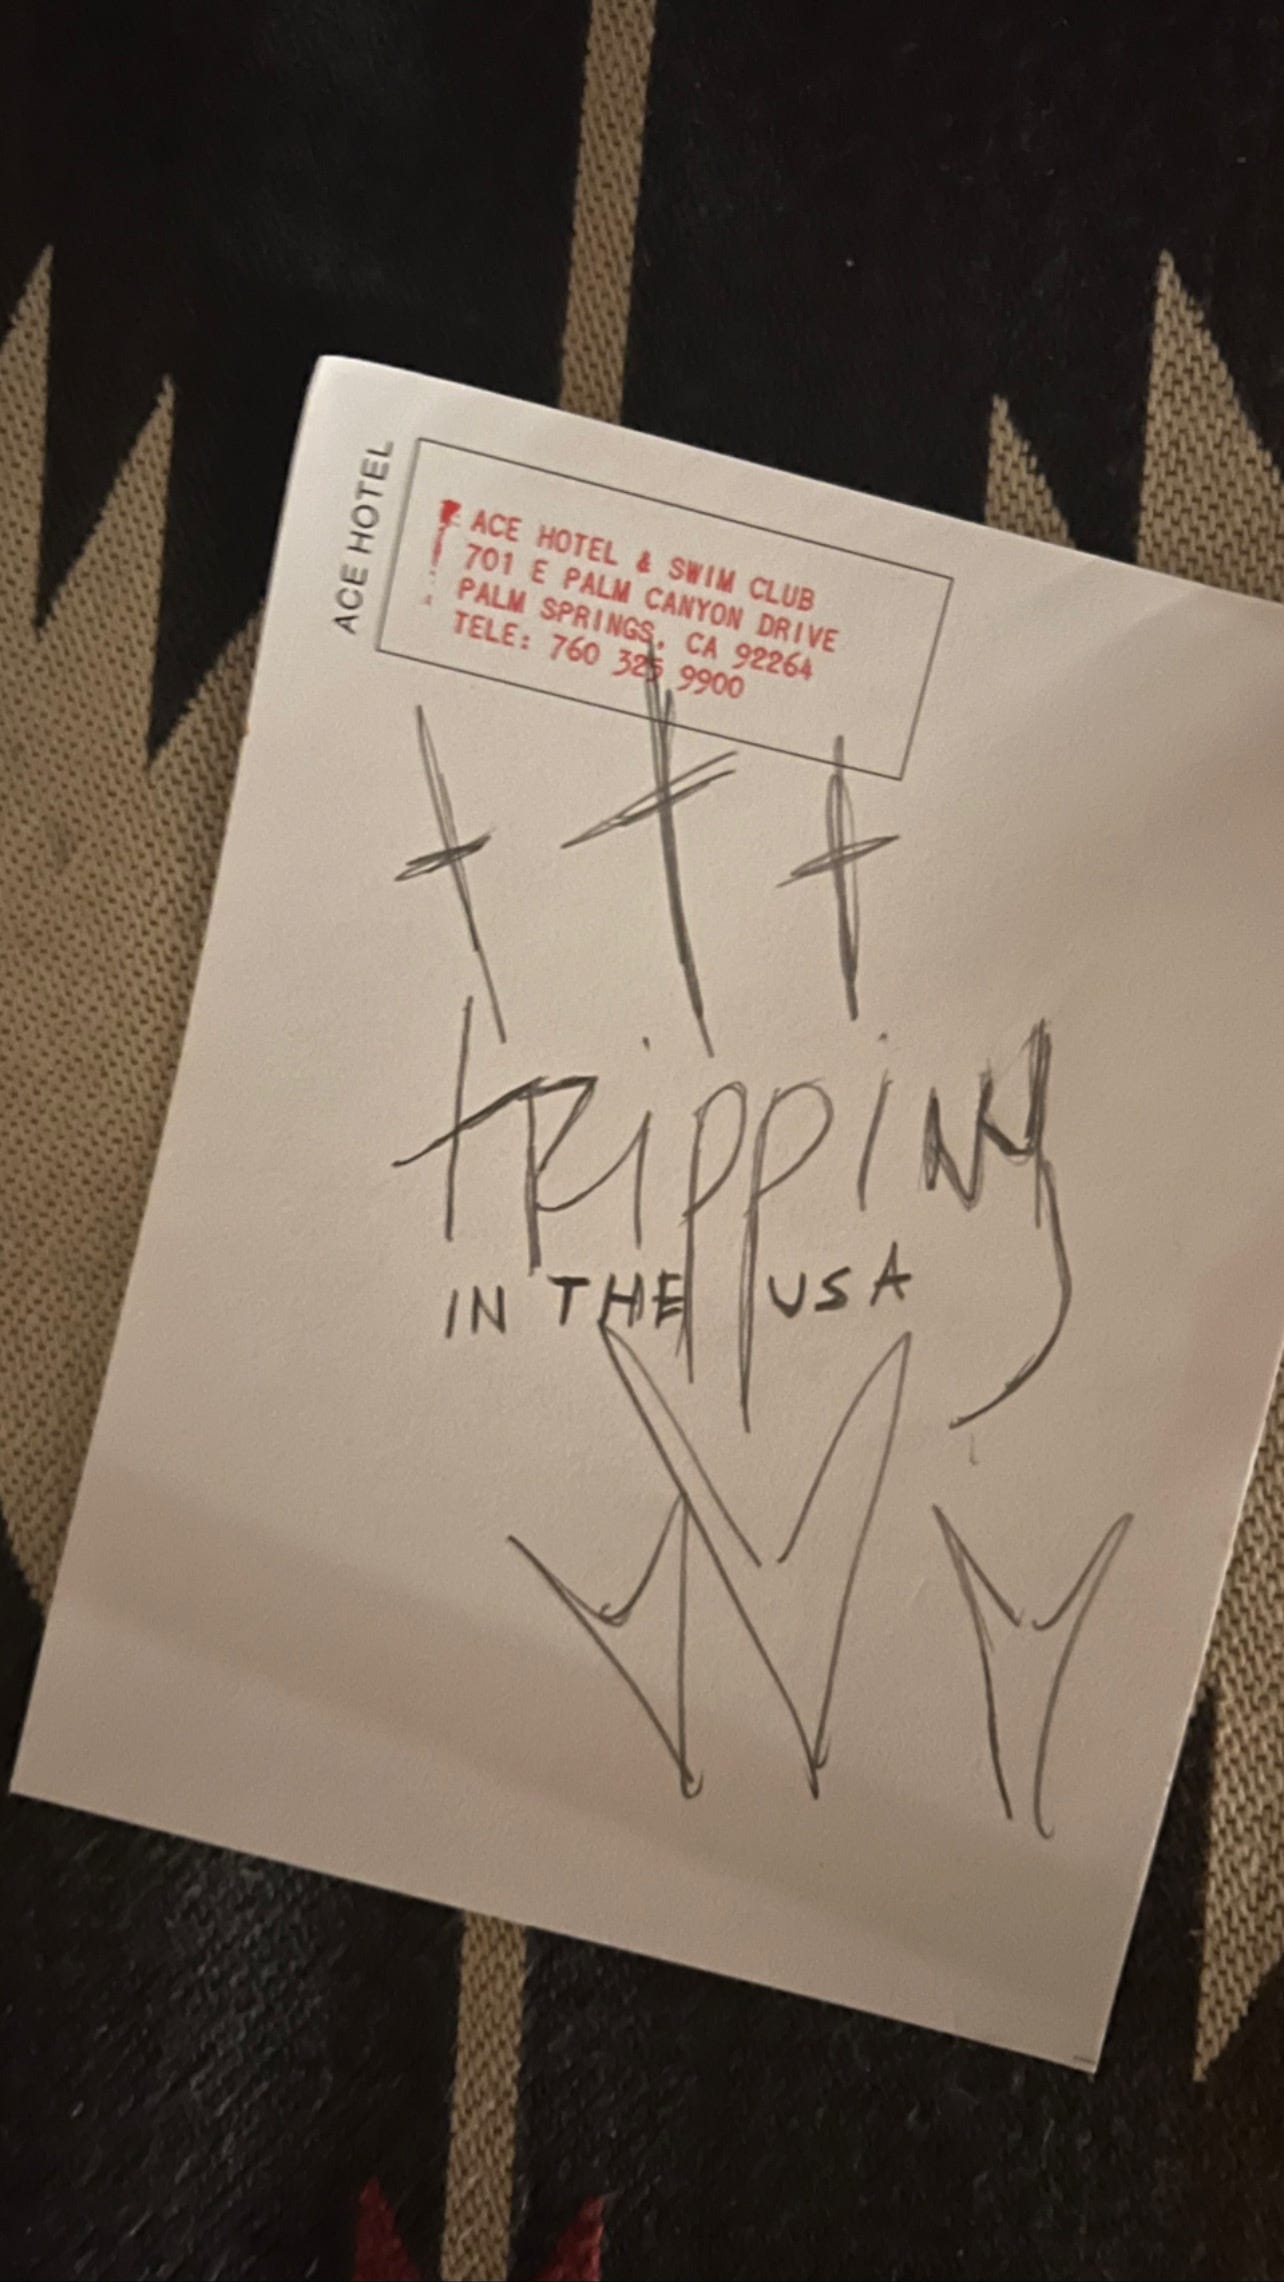 ACE HOTEL
ACE HOTEL & SWIM CLUB
701 E PALM CANYON DRIVE
PALM SPRINGS, CA 92264
TELE: 760 325 9900
tRipping
IN THE USA